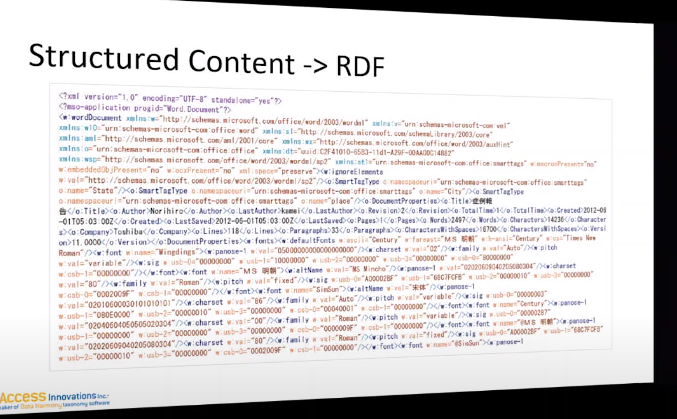 Structured Content -> RDF
<?xml version="1.0" encoding="UTF-8" standalone="yes"?>
<?mso-application progid="Word.Document"?>
<w:wordDocument xmlns:w="http://schemas.microsoft.com/office/word/2003/wordml" xmlns:v="urn:schemas-microsoft-com:vml"
xmlns:w10="urn:schemas-microsoft-com:office:word" xmlns:sl="http://schemas.microsoft.com/schemaLibrary/2003/core"
xmlns:aml="http://schemas.microsoft.com/aml/2001/core" xmlns:wx="http://schemas.microsoft.com/office/word/2003/auxHint"
xmlns:o="urn:schemas-microsoft-com:office:office" xmlns:dt="uuid:C2F41010-65B3-11d1-A29F-00AA00C14882"
xmlns:wsp="http://schemas.microsoft.com/office/word/2003/wordml/sp2" xmlns:st1="urn:schemas-microsoft-com:office:smarttags" w:macrosPresent="no"
w:embeddedObjPresent="no" w:ocxPresent="no" xml:space="preserve"><w:ignoreElements
w:val="http://schemas.microsoft.com/office/word/2003/wordml/sp2"/><o:SmartTagType o:namespaceuri="urn:schemas-microsoft-com:office:smarttags"
o:name="State"/><o:SmartTagType o:namespaceuri="urn:schemas-microsoft-com:office:smarttags" o:name="City"/><o:SmartTagType
o:namespaceuri="urn:schemas-microsoft-com:office:smarttags" o:name="place"/><o:DocumentProperties><o:Title>症例報
告</o:Title><o:Author>Norihiro</o:Author><o:LastAuthor>kamei</o:LastAuthor><o:Revision>2</o:Revision><o:TotalTime>1</o:TotalTime><o:Created>2012-06
-01T05:03:00Z</o:Created><o:LastSaved>2012-06-01T05:03:00Z</o:LastSaved><o:Pages>1</o:Pages><o:Words>2497</o:Words><o:Characters>14236</o:Character
s><o:Company>Toshiba</o:Company><o:Lines>118</o:Lines><o:Paragraphs>33</o:Paragraphs><o:CharactersWithSpaces>16700</o:CharactersWithSpaces><o:Versi
on>11.0000</o:Version></o:DocumentProperties><w:fonts><w:defaultFonts w:ascii="Century" w:fareast="MS 明朝" w:h-ansi="Century" w:cs="Times New
Roman"/><w:font w:name="Wingdings"><w:panose-1 w:val="05000000000000000000"/><w:charset w:val="02"/><w:family w:val="Auto"/><w:pitch
w:val="variable"/><w:sig w:usb-0="00000000" w:usb-1="10000000" w:usb-2="00000000" w:usb-3="00000000" w:csb-0="80000000"
w:csb-1="00000000"/></w:font><w:font w:name="MS 明朝"><w:altName w:val="MS Mincho"/><w:panose-1 w:val="02020609040205080304"/><w:charset
w:val="80"/><w:family w:val="Roman"/><w:pitch w:val="fixed"/><w:sig w:usb-0="A00002BF" w:usb-1="68C7FCFB" w:usb-2="00000010" w:usb-3="00000000"
w:csb-0="0002009F" w:csb-1="00000000"/></w:font><w:font w:name="SimSun"><w:altName w:val="宋体"/><w:panose-1
w:val="02010600030101010101"/><w:charset w:val="86"/><w:family w:val="Auto"/><w:pitch w:val="variable"/><w:sig w:usb-0="00000003"
w:usb-1="080E0000" w:usb-2="00000010" w:usb-3="00000000" w:csb-0="00040001" w:csb-1="00000000"/></w:font><w:font w:name="Century"><w:panose-1
w:val="02040604050505020304"/><w:charset w:val="00"/><w:family w:val="Roman"/><w:pitch w:val="variable"/><w:sig w:usb-0="00000287"
w:usb-1="00000000" w:usb-2="00000000" w:usb-3="00000000" w:csb-0="0000009F" w:csb-1="00000000"/></w:font><w:font w:name="@MS 明朝"><w:panose-1
w:val="02020609040205080304"/><w:charset w:val="80"/><w:family w:val="Roman"/><w:pitch w:val="fixed"/><w:sig w:usb-0="A00002BF" w:usb-1="68C7FCFB"
w:usb-2="00000010" w:usb-3="00000000" w:csb-0="0002009F" w:csb-1="00000000"/></w:font><w:font w:name="@SimSun"><w:panose-1
Access Innovations Inc.
maker of Data Harmony taxonomy software